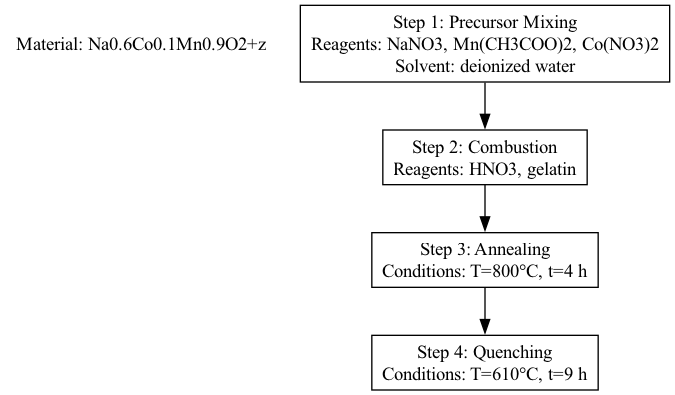 Material: Na0.6Co0.1Mn0.9O2+z
Step 1: Precursor Mixing
Reagents: NaNO3, Mn(CH3COO)2, Co(NO3)2
Solvent: deionized water
Step 2: Combustion
Reagents: HNO3, gelatin
Step 3: Annealing
Conditions: T=800°C, t=4 h
Step 4: Quenching
Conditions: T=610°C, t=9 h